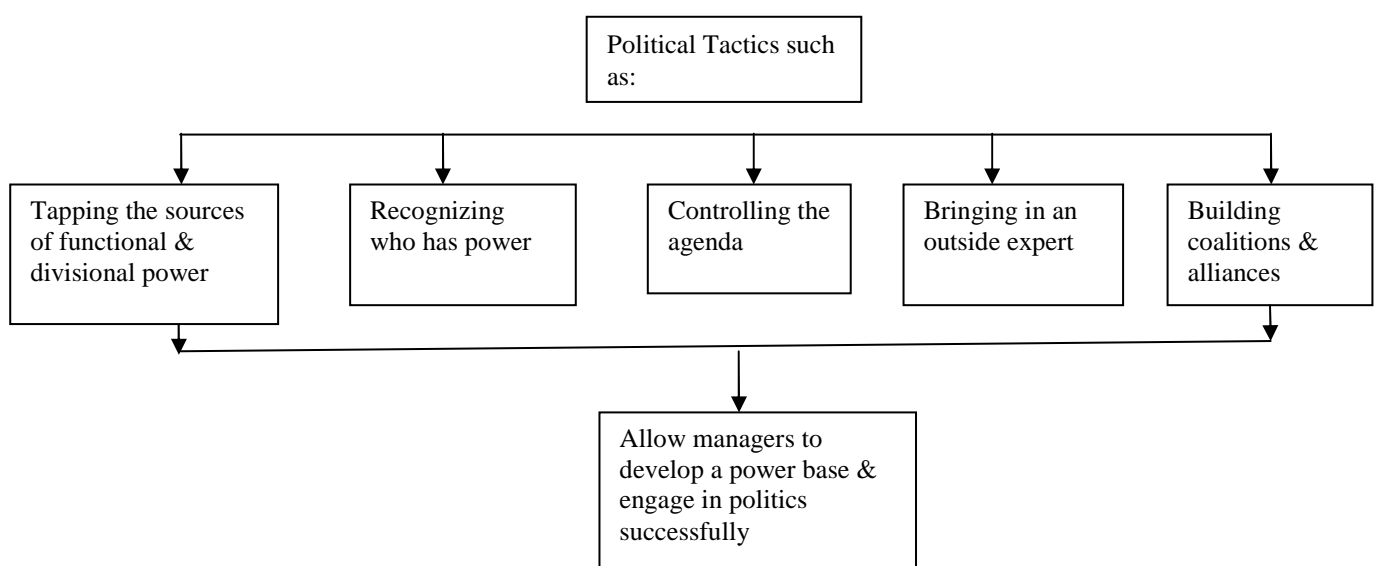 Political Tactics such
as:
Tapping the sources
of functional &
divisional power
Recognizing
who has power
Controlling the
agenda
Bringing in an
outside expert
Building
coalitions &
alliances
Allow managers to
develop a power base &
engage in politics
successfully